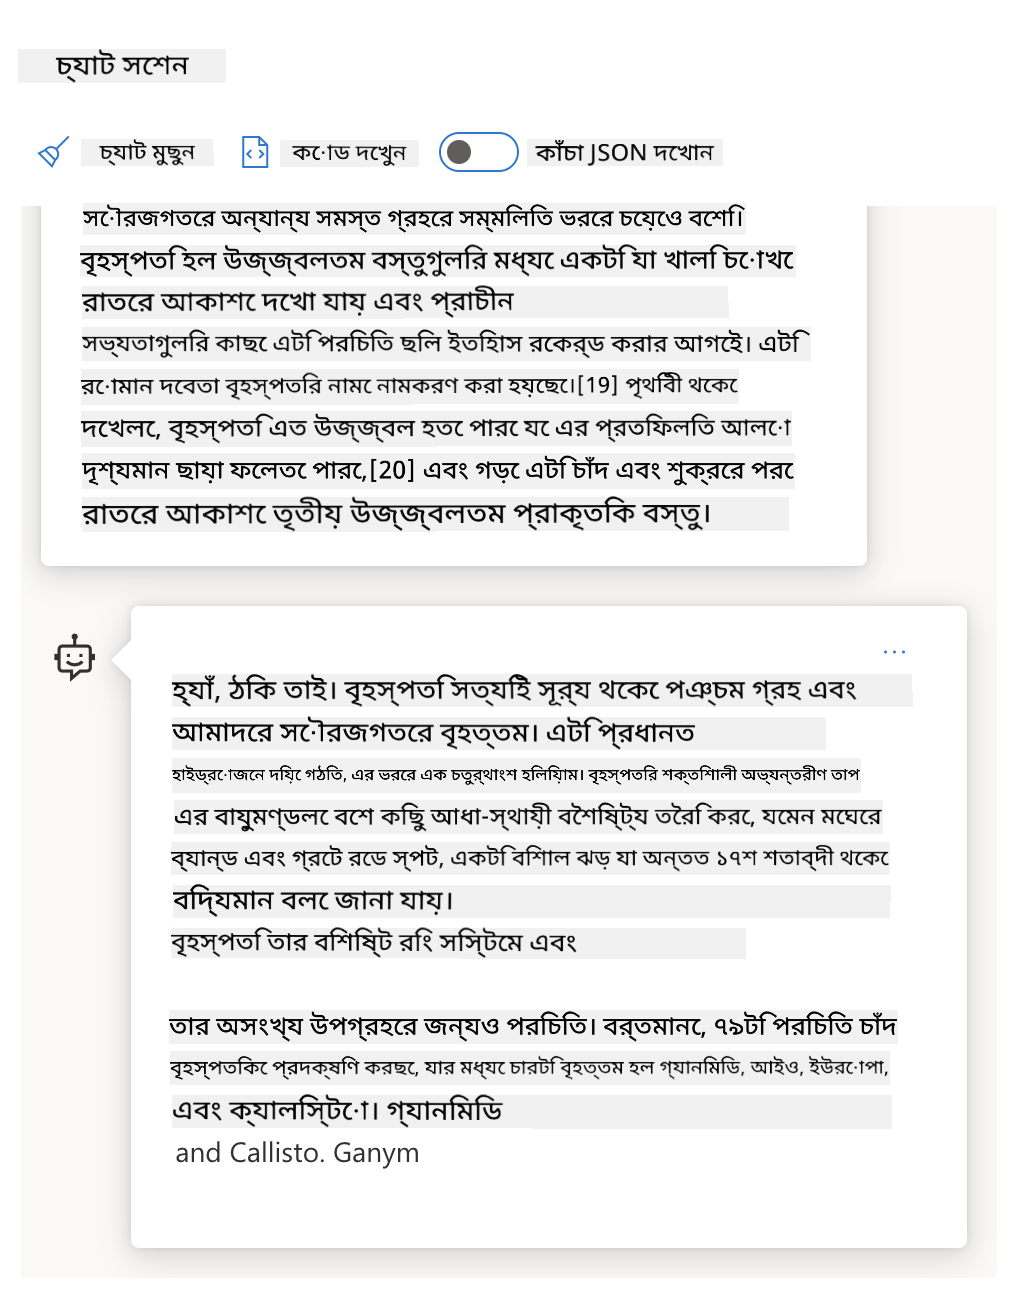 চ্যাট সেশন
চ্যাট মুছুন
কোড দেখুন
কাঁচা JSON দেখান
সৌরজগতের অন্যান্য সমস্ত গ্রহের সম্মিলিত ভরের চেয়েও বেশি।
বৃহস্পতি হল উজ্জ্বলতম বস্তুগুলির মধ্যে একটি যা খালি চোখে
রাতের আকাশে দেখা যায় এবং প্রাচীন
সভ্যতাগুলির কাছে এটি পরিচিত ছিল ইতিহাস রেকর্ড করার আগেই। এটি
রোমান দেবতা বৃহস্পতির নামে নামকরণ করা হয়েছে।[19] পৃথিবী থেকে
দেখলে, বৃহস্পতি এত উজ্জ্বল হতে পারে যে এর প্রতিফলিত আলো
দৃশ্যমান ছায়া ফেলতে পারে,[20] এবং গড়ে এটি চাঁদ এবং শুক্রের পরে
রাতের আকাশে তৃতীয় উজ্জ্বলতম প্রাকৃতিক বস্তু।
হ্যাঁ, ঠিক তাই। বৃহস্পতি সত্যিই সূর্য থেকে পঞ্চম গ্রহ এবং
আমাদের সৌরজগতের বৃহত্তম। এটি প্রধানত
হাইড্রোজেন দিয়ে গঠিত, এর ভরের এক চতুর্থাংশ হিলিয়াম। বৃহস্পতির শক্তিশালী অভ্যন্তরীণ তাপ
এর বায়ুমণ্ডলে বেশ কিছু আধা-স্থায়ী বৈশিষ্ট্য তৈরি করে, যেমন মেঘের
ব্যান্ড এবং গ্রেট রেড স্পট, একটি বিশাল ঝড় যা অন্তত ১৭শ শতাব্দী থেকে
বিদ্যমান বলে জানা যায়।
বৃহস্পতি তার বিশিষ্ট রিং সিস্টেম এবং
তার অসংখ্য উপগ্রহের জন্যও পরিচিত। বর্তমানে, ৭৯টি পরিচিত চাঁদ
বৃহস্পতিকে প্রদক্ষিণ করছে, যার মধ্যে চারটি বৃহত্তম হল গ্যানিমিড, আইও, ইউরোপা,
এবং ক্যালিস্টো। গ্যানিমিড
and Callisto. Ganym